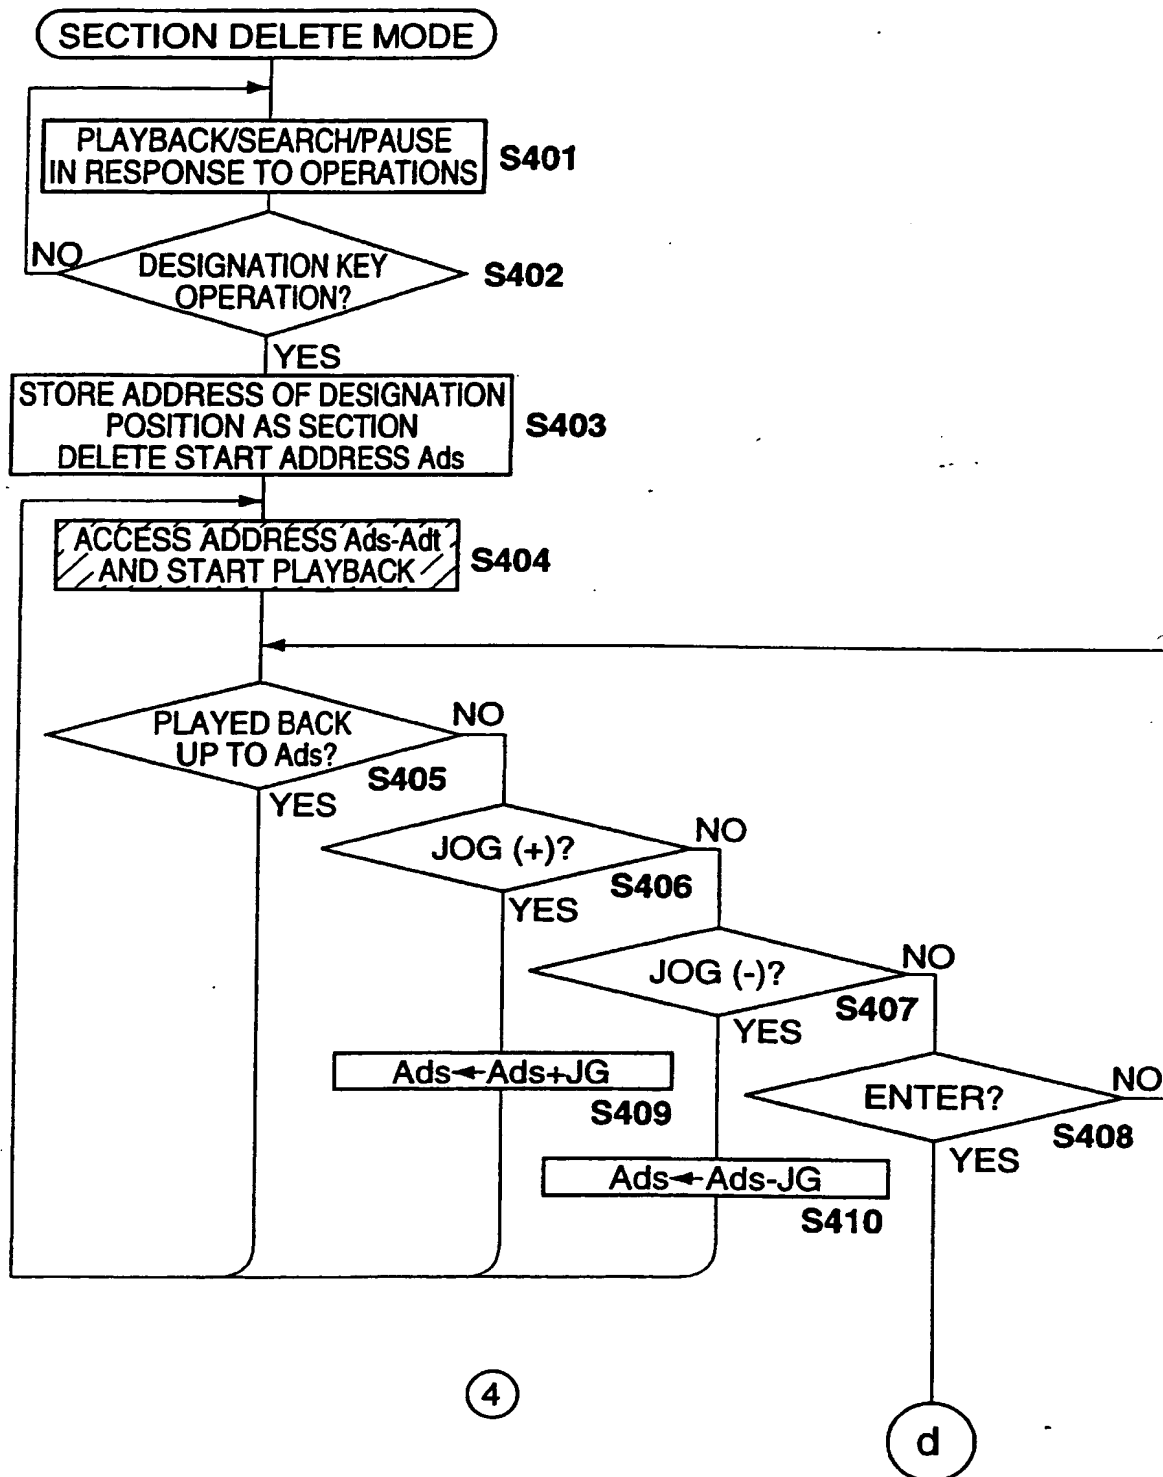 SECTION DELETE MODE
PLAYBACK/SEARCH/PAUSE
IN RESPONSE TO OPERATIONS
S401
NO
DESIGNATION KEY
OPERATION?
S402
YES
STORE ADDRESS OF DESIGNATION
POSITION AS SECTION
DELETE START ADDRESS Ads
S403
ACCESS ADDRESS Ads-Adt
AND START PLAYBACK
S404
PLAYED BACK
UP TO Ads?
NO
S405
YES
JOG (+)?
NO
S406
YES
JOG (-)?
NO
S407
YES
Ads←Ads+JG
S409
ENTER?
NO
S408
YES
Ads←Ads-JG
S410
4
d